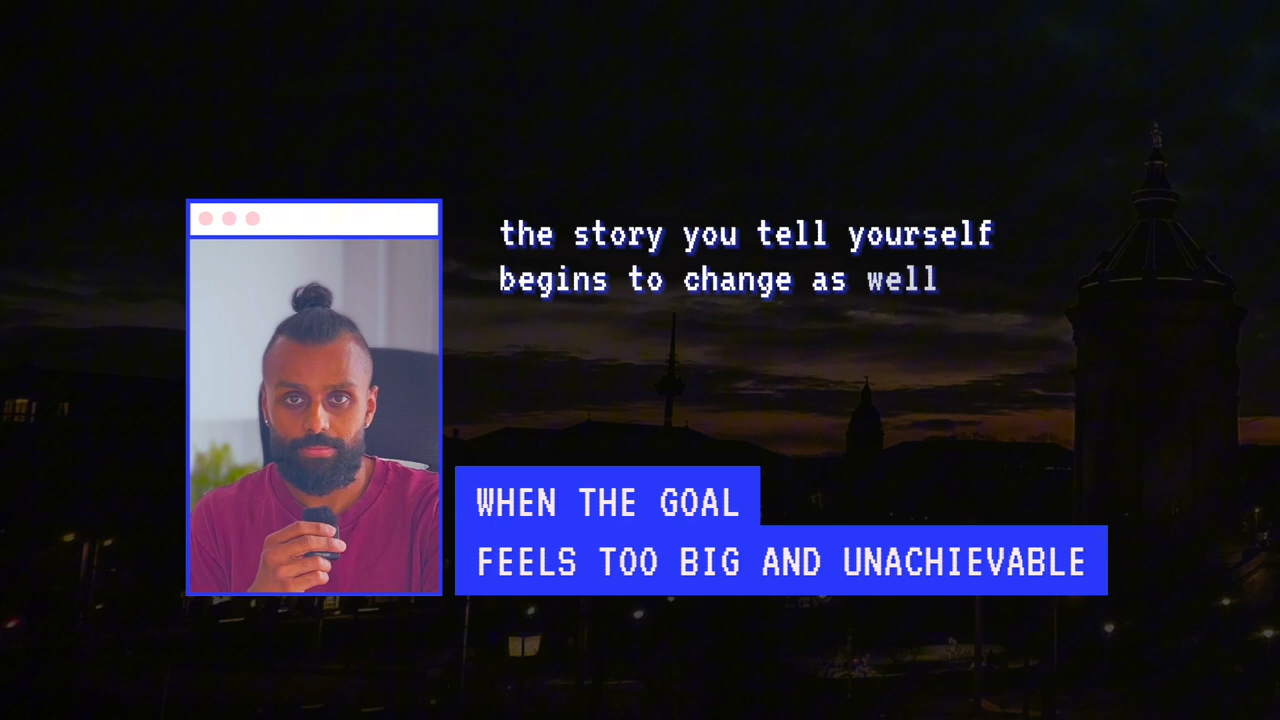 the story you tell yourself
begins to change as well
WHEN THE GOAL
FEELS TOO BIG AND UNACHIEVABLE